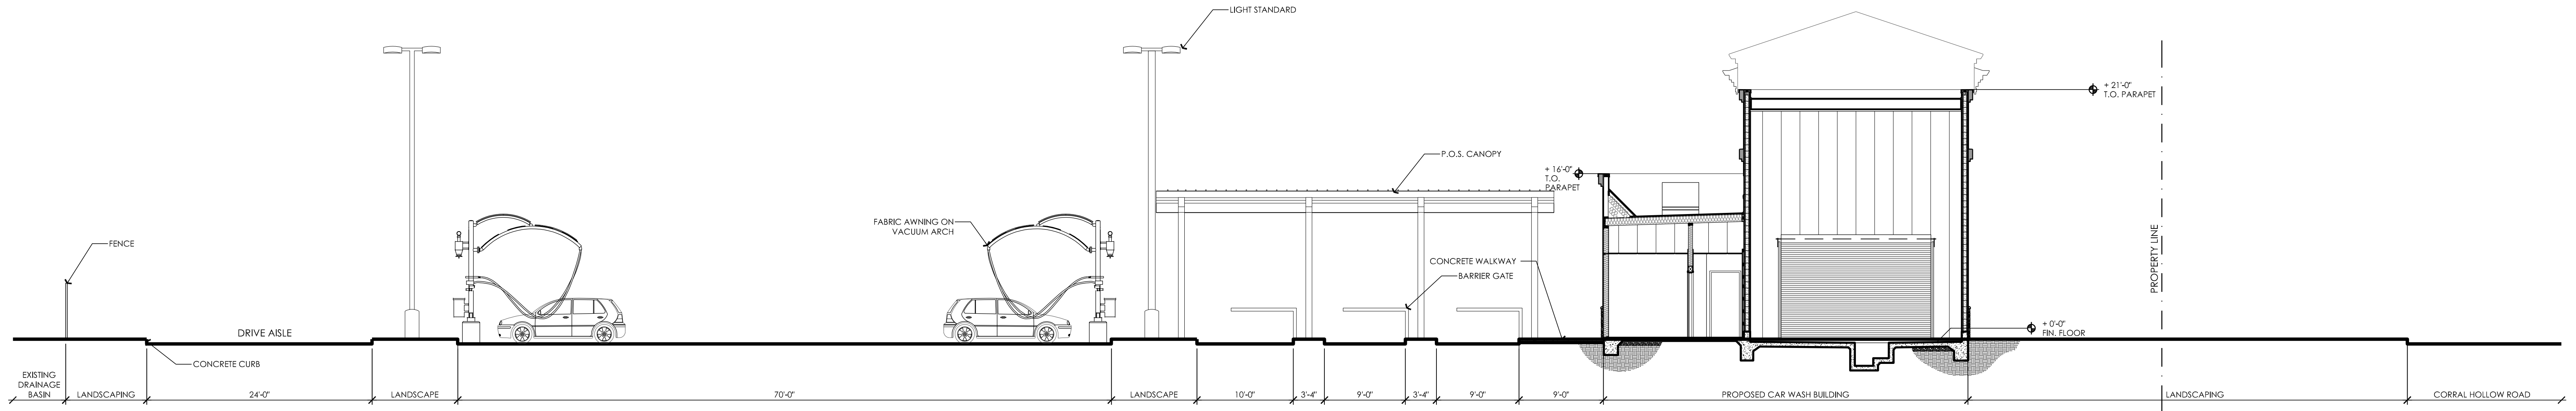 LIGHT STANDARD
+ 21'-0"
T.O. PARAPET
P.O.S. CANOPY
+ 16'-0"
T.O.
PARAPET
FABRIC AWNING ON
VACUUM ARCH
FENCE
CONCRETE WALKWAY
BARRIER GATE
PROPERTY LINE
DRIVE AISLE
+ 0'-0"
FIN. FLOOR
CONCRETE CURB
EXISTING
DRAINAGE
BASIN
LANDSCAPING
24'-0"
LANDSCAPE
70'-0"
LANDSCAPE
10'-0"
3'-4"
9'-0"
3'-4"
9'-0"
9'-0"
PROPOSED CAR WASH BUILDING
LANDSCAPING
CORRAL HOLLOW ROAD